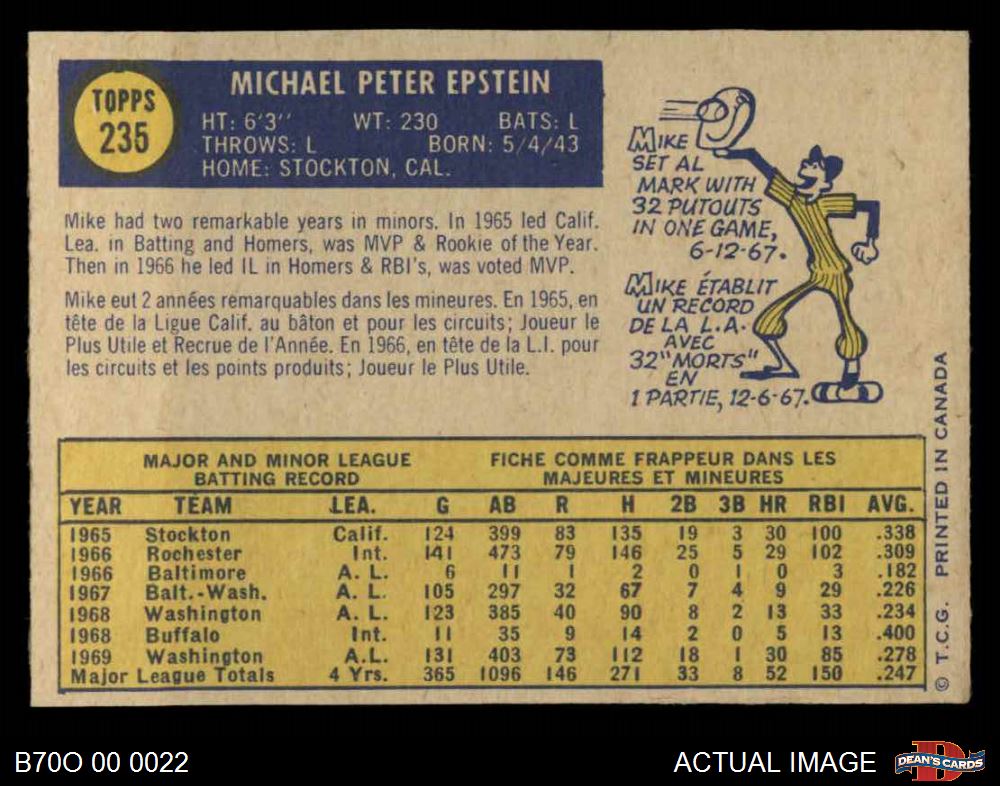 TOPPS
235
MICHAEL PETER EPSTEIN
HT: 6'3'' WT: 230 BATS: L
THROWS: L BORN: 5/4/43
HOME: STOCKTON, CAL.
Mike had two remarkable years in minors. In 1965 led Calif.
Lea. in Batting and Homers, was MVP & Rookie of the Year.
Then in 1966 he led IL in Homers & RBI's, was voted MVP.
Mike eut 2 années remarquables dans les mineures. En 1965, en
tête de la Ligue Calif. au bâton et pour les circuits; Joueur le
Plus Utile et Recrue de l'Année. En 1966, en tête de la L.I. pour
les circuits et les points produits; Joueur le Plus Utile.
MIKE
SET AL
MARK WITH
32 PUTOUTS
IN ONE GAME,
6-12-67.
MIKE ÉTABLIT
UN RECORD
DE LA L.A.
AVEC
32 "MORTS"
EN
1 PARTIE, 12-6-67.
MAJOR AND MINOR LEAGUE
BATTING RECORD
FICHE COMME FRAPPEUR DANS LES
MAJEURES ET MINEURES
YEAR TEAM LEA. G AB R H 2B 3B HR RBI AVG.
1965 Stockton Calif. 124 399 83 135 19 3 30 100 .338
1966 Rochester Int. 141 473 79 146 25 5 29 102 .309
1966 Baltimore A. L. 6 11 1 2 0 1 0 3 .182
1967 Balt.-Wash. A. L. 105 297 32 67 7 4 9 29 .226
1968 Washington A. L. 123 385 40 90 8 2 13 33 .234
1968 Buffalo Int. 11 35 9 14 2 0 5 13 .400
1969 Washington A.L. 131 403 73 112 18 1 30 85 .278
Major League Totals 4 Yrs. 365 1096 146 271 33 8 52 150 .247
© T.C.G. PRINTED IN CANADA
B70O 00 0022
ACTUAL IMAGE
D
DEAN'S CARDS